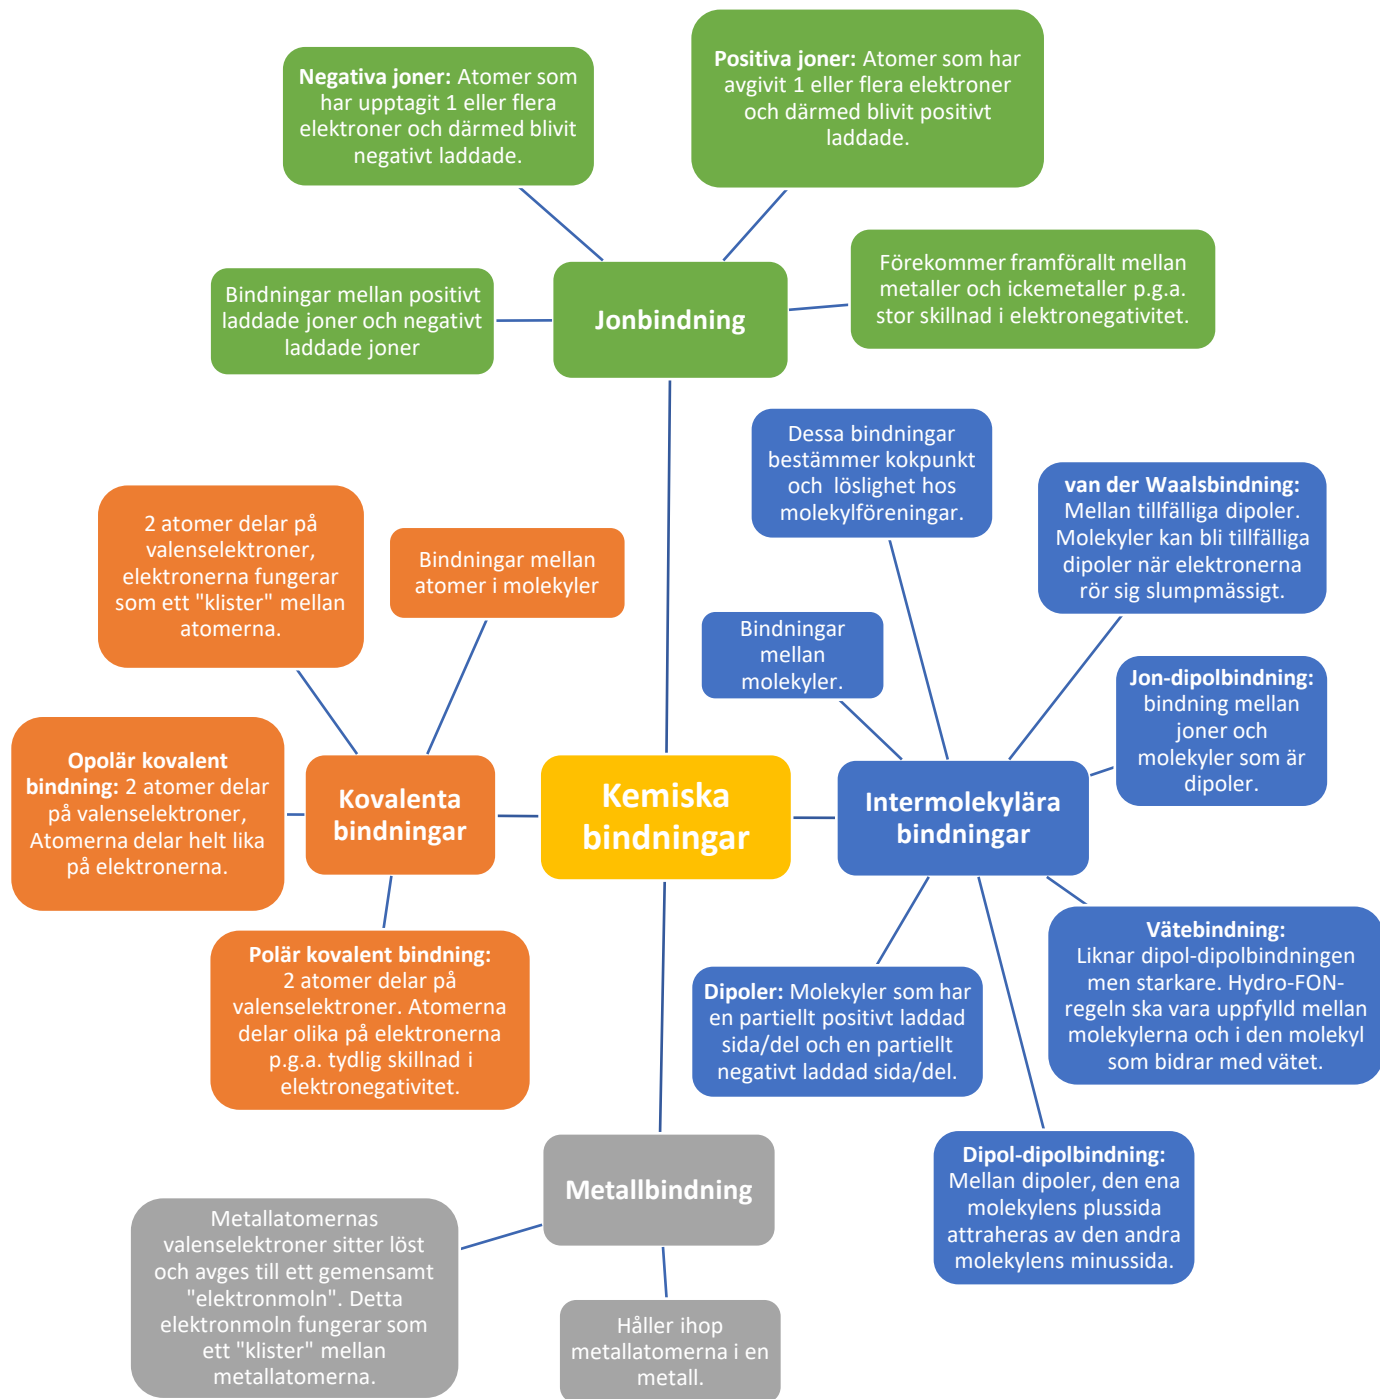 Negativa joner: Atomer som
har upptagit 1 eller flera
elektroner och därmed blivit
negativt laddade.
Positiva joner: Atomer som har
avgivit 1 eller flera elektroner
och därmed blivit positivt
laddade.
Bindningar mellan positivt
laddade joner och negativt
laddade joner
Jonbindning
Förekommer framförallt mellan
metaller och ickemetaller p.g.a.
stor skillnad i elektronegativitet.
Dessa bindningar
bestämmer kokpunkt
och löslighet hos
molekylföreningar.
van der Waalsbindning:
Mellan tillfälliga dipoler.
Molekyler kan bli tillfälliga
dipoler när elektronerna
rör sig slumpmässigt.
2 atomer delar på
valenselektroner,
elektronerna fungerar
som ett "klister" mellan
atomerna.
Bindningar mellan
atomer i molekyler
Bindningar
mellan
molekyler.
Jon-dipolbindning:
bindning mellan
joner och
molekyler som är
dipoler.
Opolär kovalent
bindning: 2 atomer delar
på valenselektroner,
Atomerna delar helt lika
på elektronerna.
Kovalenta
bindningar
Kemiska
bindningar
Intermolekylära
bindningar
Polär kovalent bindning:
2 atomer delar på
valenselektroner. Atomerna
delar olika på elektronerna
p.g.a. tydlig skillnad i
elektronegativitet.
Dipoler: Molekyler som har
en partiellt positivt laddad
sida/del och en partiellt
negativt laddad sida/del.
Vätebindning:
Liknar dipol-dipolbindningen
men starkare. Hydro-FON-
regeln ska vara uppfylld mellan
molekylerna och i den molekyl
som bidrar med vätet.
Dipol-dipolbindning:
Mellan dipoler, den ena
molekylens plussida
attraheras av den andra
molekylens minussida.
Metallbindning
Metallatomernas
valenselektroner sitter löst
och avges till ett gemensamt
"elektronmoln". Detta
elektronmoln fungerar som
ett "klister" mellan
metallatomerna.
Håller ihop
metallatomerna i en
metall.